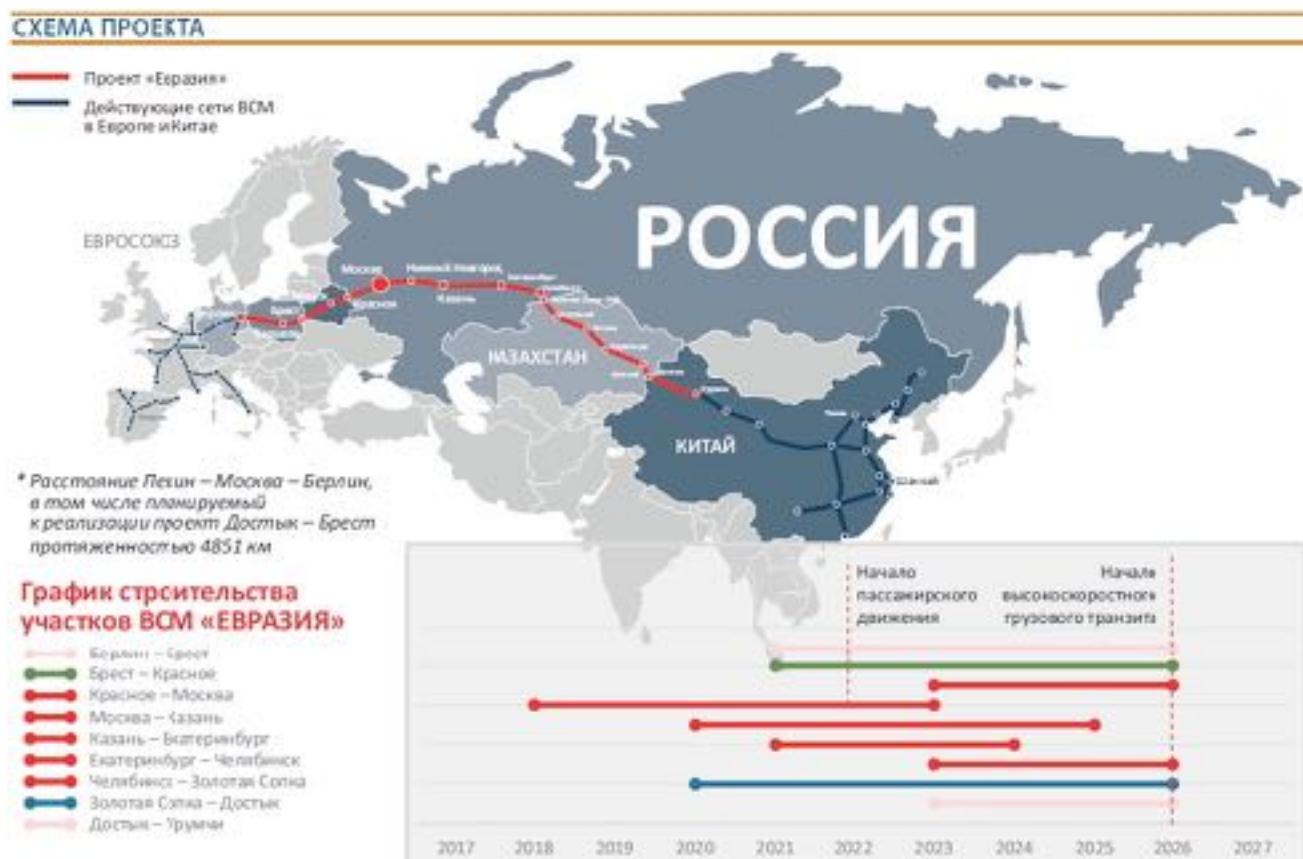 СХЕМА ПРОЕКТА
Проект «Евразия»
Действующие сети ВСМ
в Европе и Китае
РОССИЯ
ЕВРОСОЮЗ
Москва
Нижний Новгород
Казань
Красное
Брест
КАЗАХСТАН
КИТАЙ
Шанхай
* Расстояние Пекин – Москва – Берлин,
в том числе планируемый
к реализации проект Достык – Брест
протяженностью 4851 км
График строительства
участков ВСМ «ЕВРАЗИЯ»
Берлин – Брест
Брест – Красное
Красное – Москва
Москва – Казань
Казань – Екатеринбург
Екатеринбург – Челябинск
Челябинск – Золотая Сопка
Золотая Сопка – Достык
Достык – Урумчи
Начало
пассажирского
движения
Начало
высокоскоростного
грузового транзита
2017 2018 2019 2020 2021 2022 2023 2024 2025 2026 2027